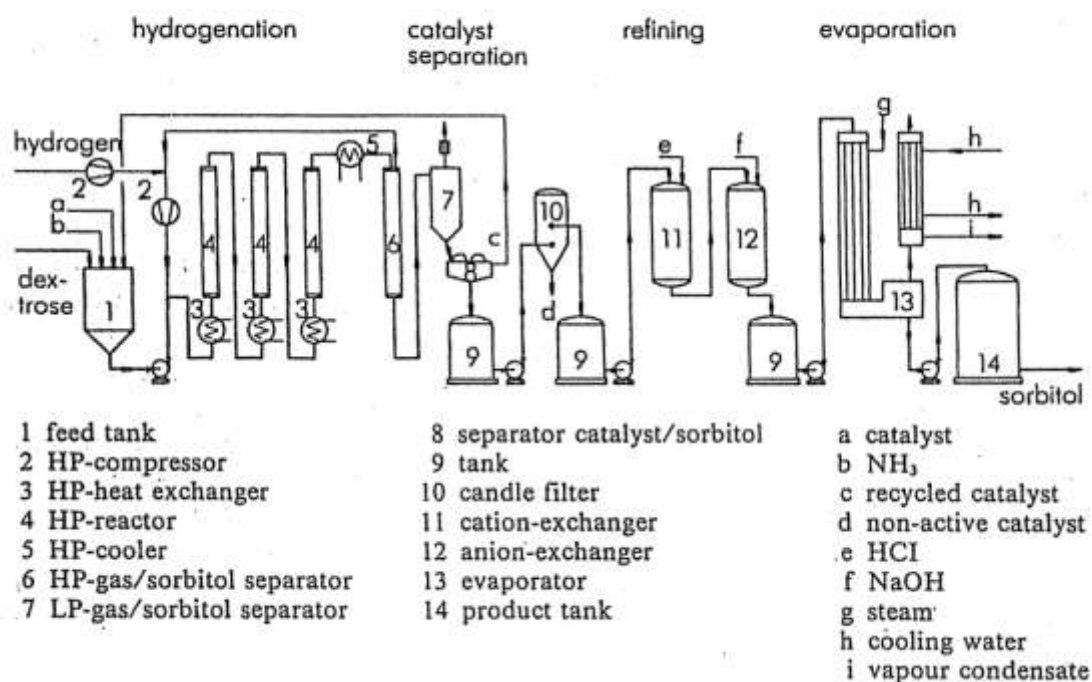 hydrogenation
catalyst
separation
refining
evaporation
hydrogen
2
2
a
b
dex-
trose
1
3
4
3
4
3
4
5
6
7
c
8
9
10
d
9
e
11
f
12
9
g
h
h
i
13
14
sorbitol
1 feed tank
2 HP-compressor
3 HP-heat exchanger
4 HP-reactor
5 HP-cooler
6 HP-gas/sorbitol separator
7 LP-gas/sorbitol separator
8 separator catalyst/sorbitol
9 tank
10 candle filter
11 cation-exchanger
12 anion-exchanger
13 evaporator
14 product tank
a catalyst
b NH₃
c recycled catalyst
d non-active catalyst
e HCI
f NaOH
g steam
h cooling water
i vapour condensate